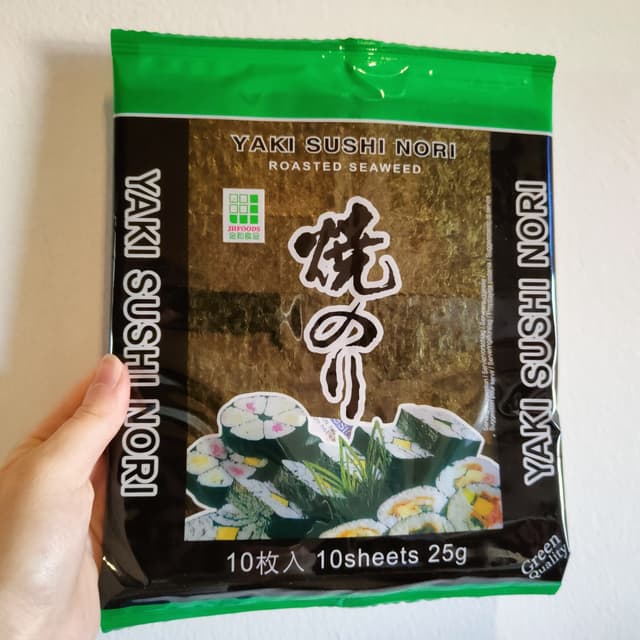 YAKI SUSHI NORI
ROASTED SEAWEED
JHFOODS
焼のり
YAKI SUSHI NORI
YAKI SUSHI NORI
10枚入 10sheets 25g
Green
Quality